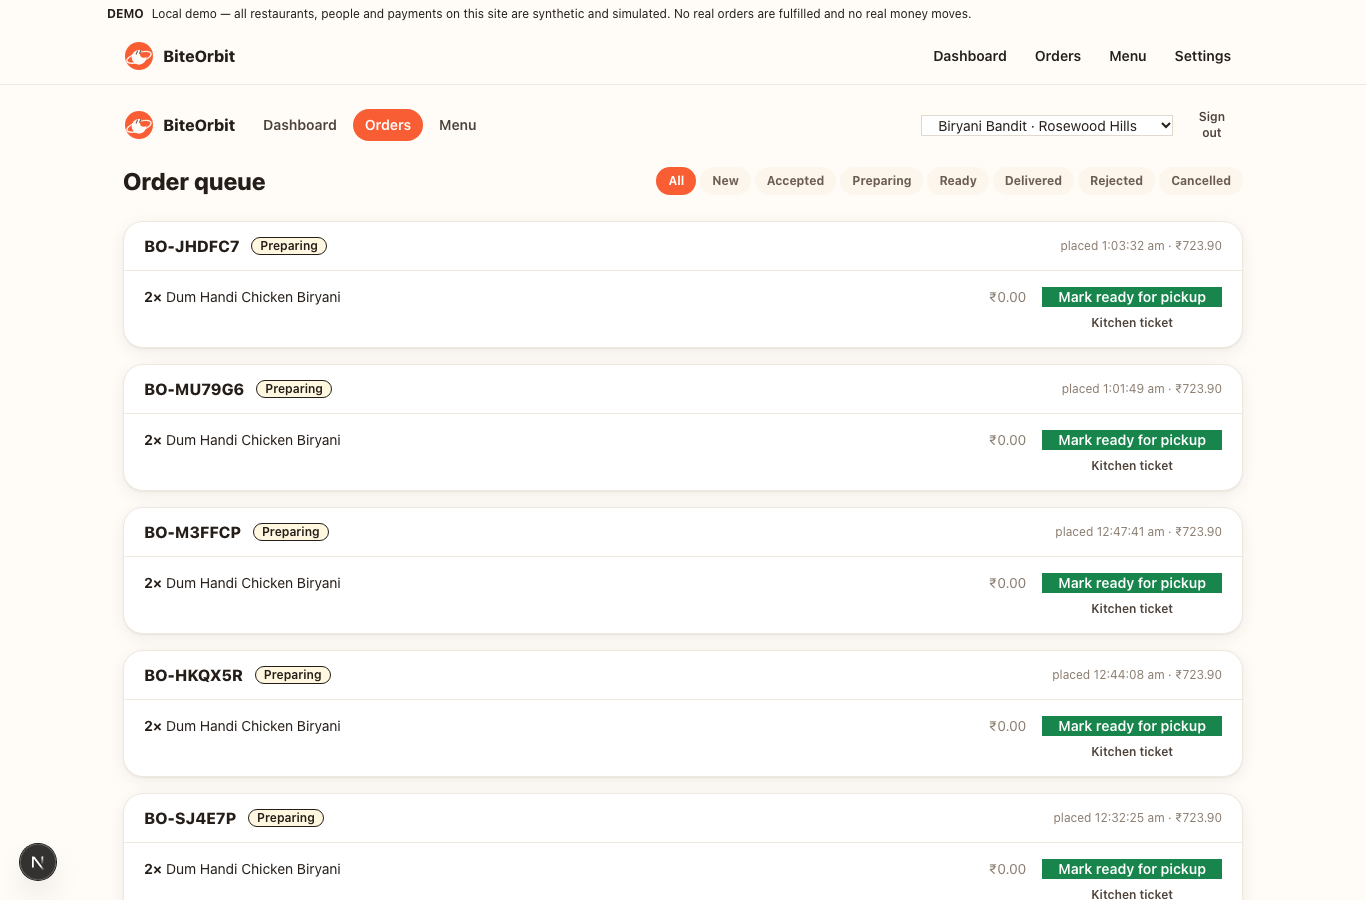 DEMO Local demo — all restaurants, people and payments on this site are synthetic and simulated. No real orders are fulfilled and no real money moves.
BiteOrbit Dashboard Orders Menu Settings
BiteOrbit Dashboard Orders Menu Biryani Bandit · Rosewood Hills Sign out
Order queue All New Accepted Preparing Ready Delivered Rejected Cancelled
BO-JHDFC7 Preparing placed 1:03:32 am · ₹723.90
2× Dum Handi Chicken Biryani ₹0.00 Mark ready for pickup
Kitchen ticket
BO-MU79G6 Preparing placed 1:01:49 am · ₹723.90
2× Dum Handi Chicken Biryani ₹0.00 Mark ready for pickup
Kitchen ticket
BO-M3FFCP Preparing placed 12:47:41 am · ₹723.90
2× Dum Handi Chicken Biryani ₹0.00 Mark ready for pickup
Kitchen ticket
BO-HKQX5R Preparing placed 12:44:08 am · ₹723.90
2× Dum Handi Chicken Biryani ₹0.00 Mark ready for pickup
Kitchen ticket
BO-SJ4E7P Preparing placed 12:32:25 am · ₹723.90
2× Dum Handi Chicken Biryani ₹0.00 Mark ready for pickup
Kitchen ticket
N